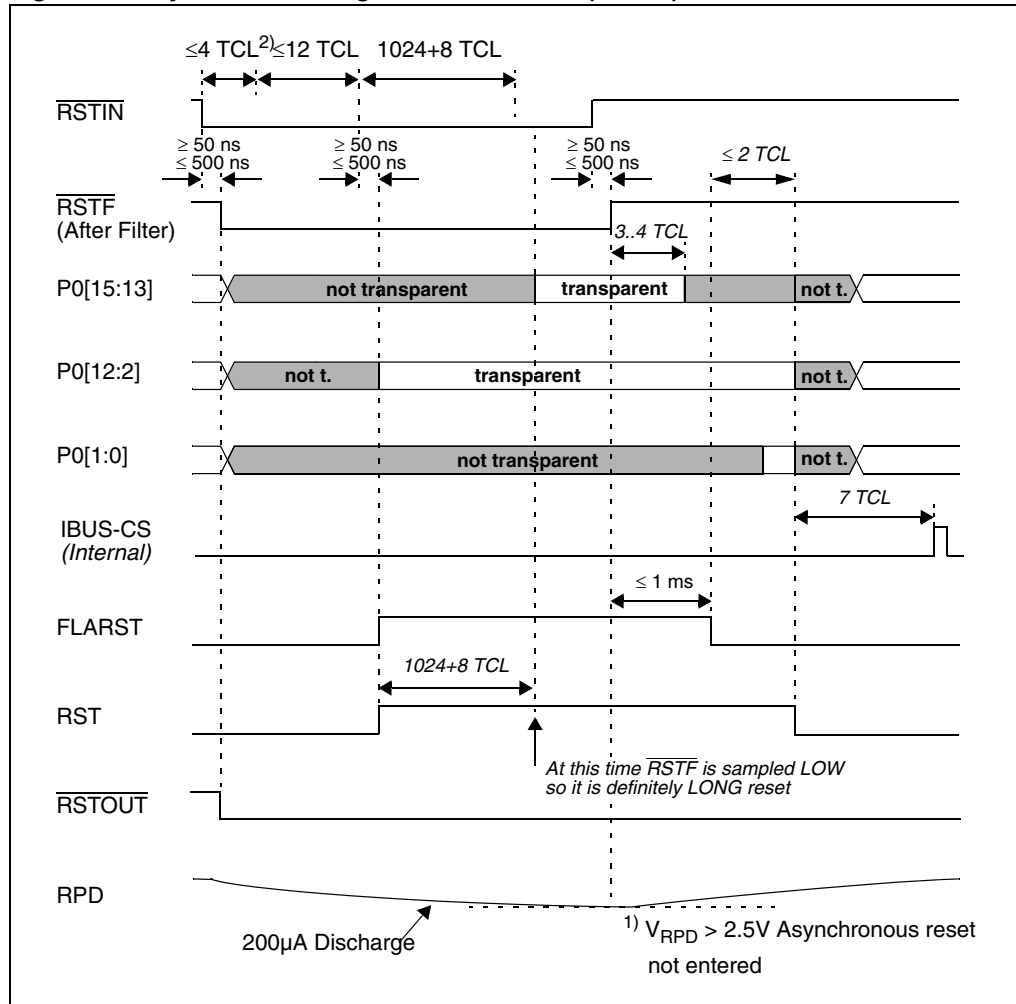 ≤4 TCL2) ≤12 TCL 1024+8 TCL
RSTIN
≥ 50 ns ≥ 50 ns ≥ 50 ns
≤ 500 ns ≤ 500 ns ≤ 500 ns
≤ 2 TCL
RSTF
(After Filter)
3..4 TCL
P0[15:13] not transparent transparent not t.
P0[12:2] not t. transparent not t.
P0[1:0] not transparent not t.
7 TCL
IBUS-CS
(Internal)
≤ 1 ms
FLARST
1024+8 TCL
RST
At this time RSTF is sampled LOW
so it is definitely LONG reset
RSTOUT
RPD
200µA Discharge
1) VRPD > 2.5V Asynchronous reset
not entered